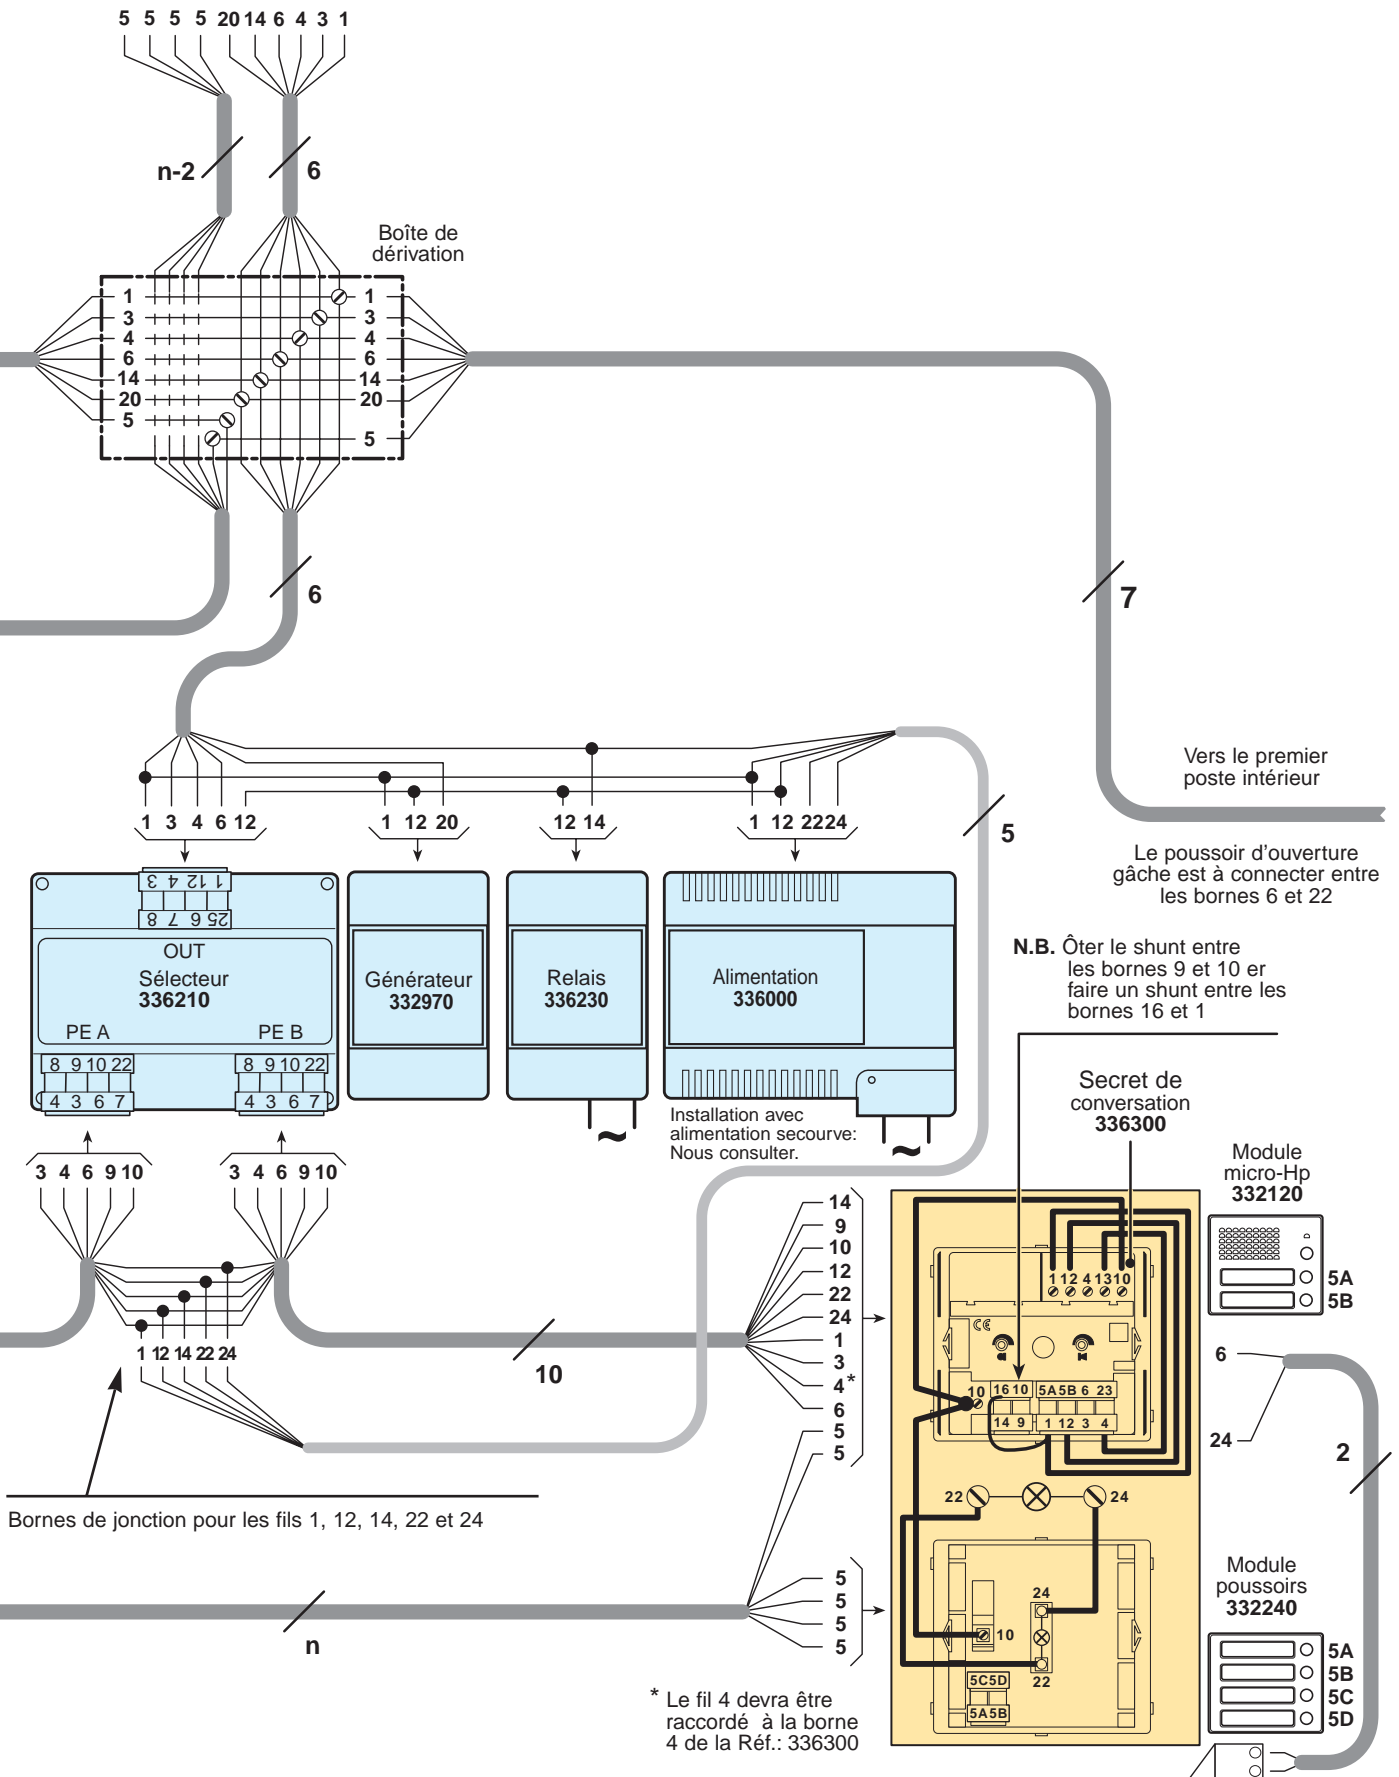 5 5 5 5 20 14 6 4 3 1
n-2
6
Boîte de
dérivation
1 1
3 3
4 4
6 6
14 14
20 20
5
5
6
7
Vers le premier
poste intérieur
1 3 4 6 12
1 12 20
12 14
1 12 22 24
5
Le poussoir d'ouverture
gâche est à connecter entre
les bornes 6 et 22
3 4 12 1
8 7 6 25
OUT
Sélecteur
336210
PE A
PE B
8 9 10 22
4 3 6 7
8 9 10 22
4 3 6 7
Générateur
332970
Relais
336230
~
Alimentation
336000
~
Installation avec
alimentation secourve:
Nous consulter.
N.B. Ôter le shunt entre
les bornes 9 et 10 er
faire un shunt entre les
bornes 16 et 1
Secret de
conversation
336300
Module
micro-Hp
332120
5A
5B
3 4 6 9 10
3 4 6 9 10
1 12 14 22 24
10
14
9
10
12
22
24
1
3
4*
6
5
5
1 12 4 13 10
CE
10
16 10
5A 5B 6 23
14 9
1 12 3 4
22
24
6
24
2
Bornes de jonction pour les fils 1, 12, 14, 22 et 24
n
5
5
5
5
24
10
22
5C 5D
5A 5B
Module
poussoirs
332240
5A
5B
5C
5D
* Le fil 4 devra être
raccordé à la borne
4 de la Réf.: 336300